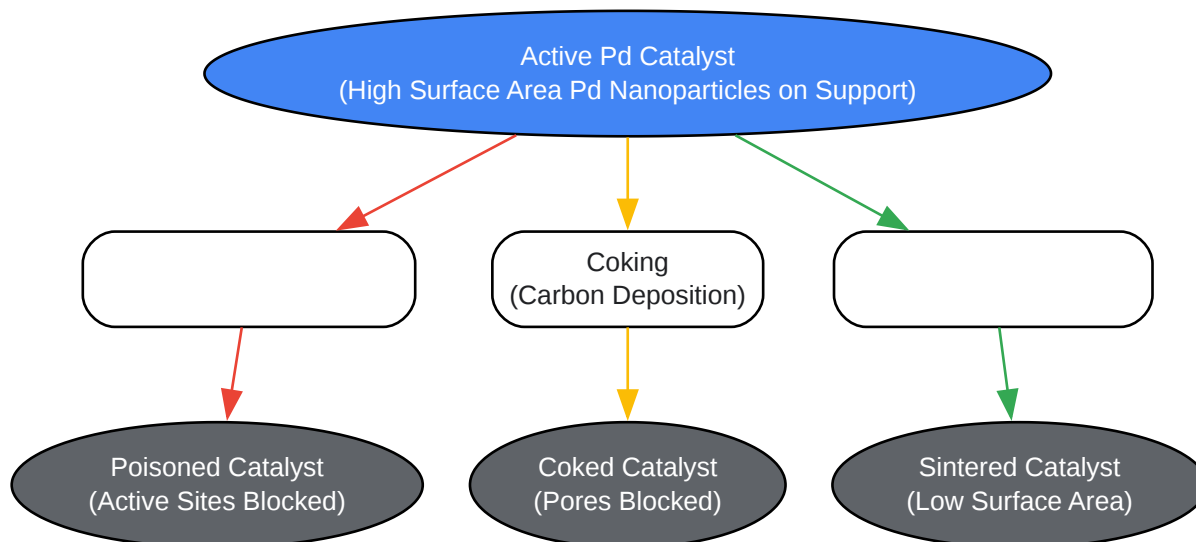 Active Pd Catalyst
(High Surface Area Pd Nanoparticles on Support)
Coking
(Carbon Deposition)
Poisoned Catalyst
(Active Sites Blocked)
Coked Catalyst
(Pores Blocked)
Sintered Catalyst
(Low Surface Area)